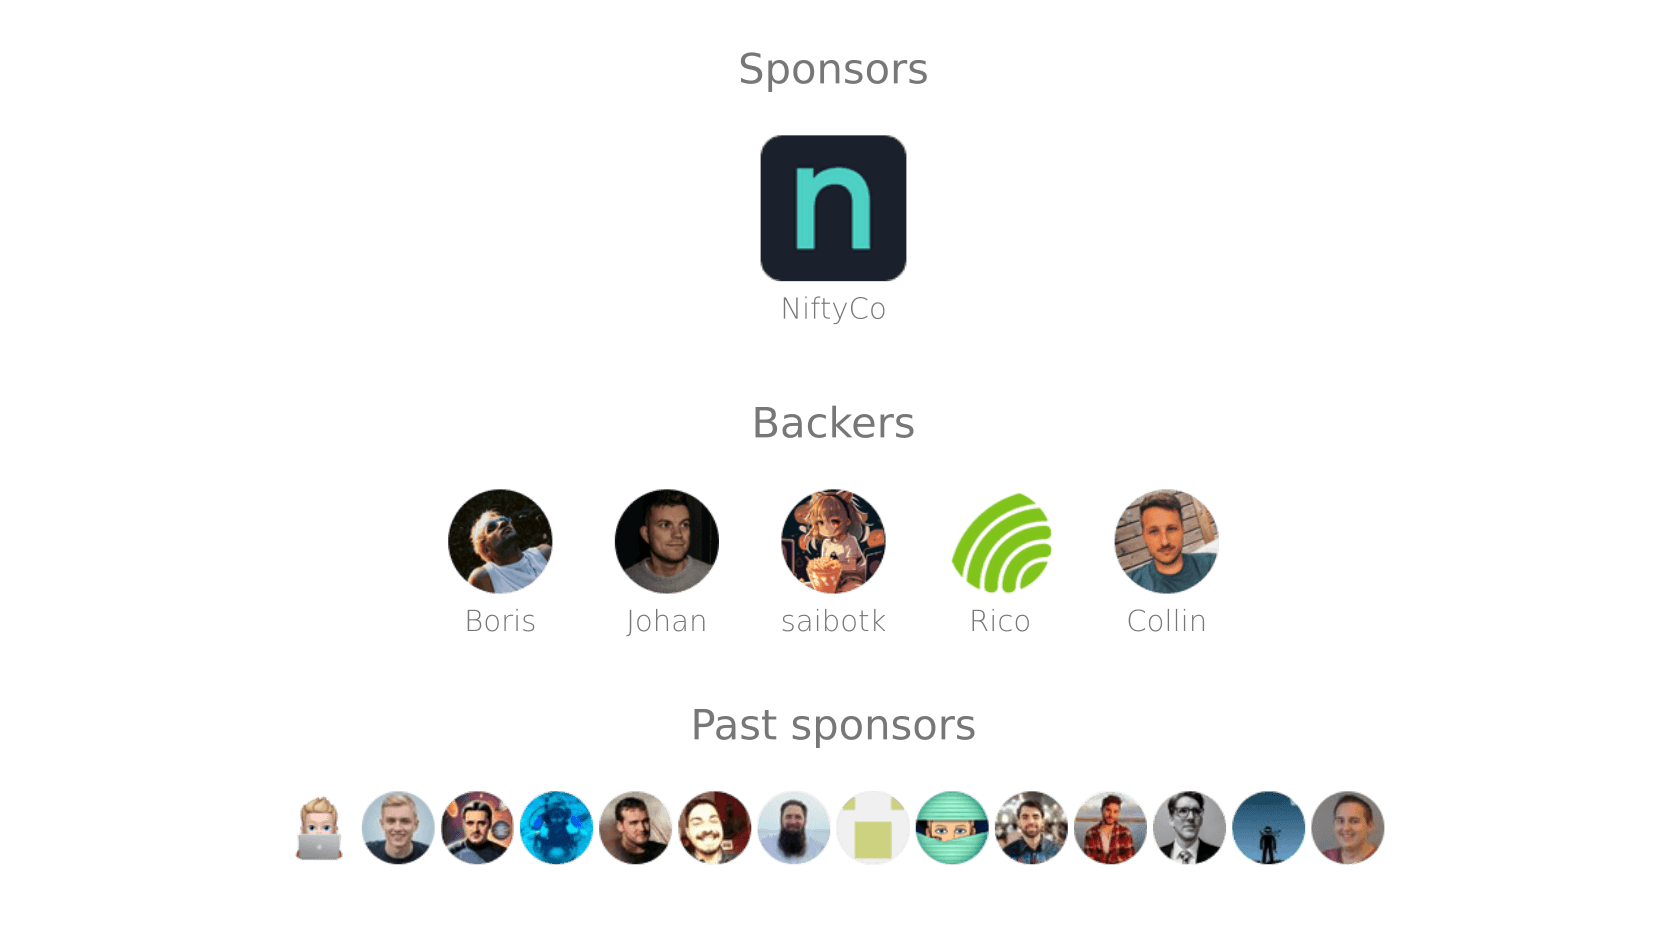 Sponsors
n
NiftyCo
Backers
Boris Johan saibotk Rico Collin
Past sponsors